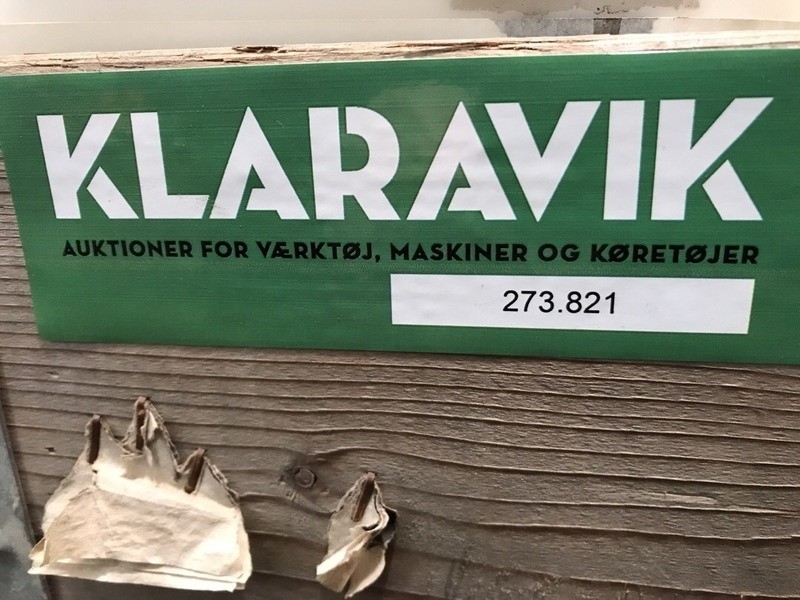 KLARAVIK
AUKTIONER FOR VÆRKTØJ, MASKINER OG KØRETØJER
273.821